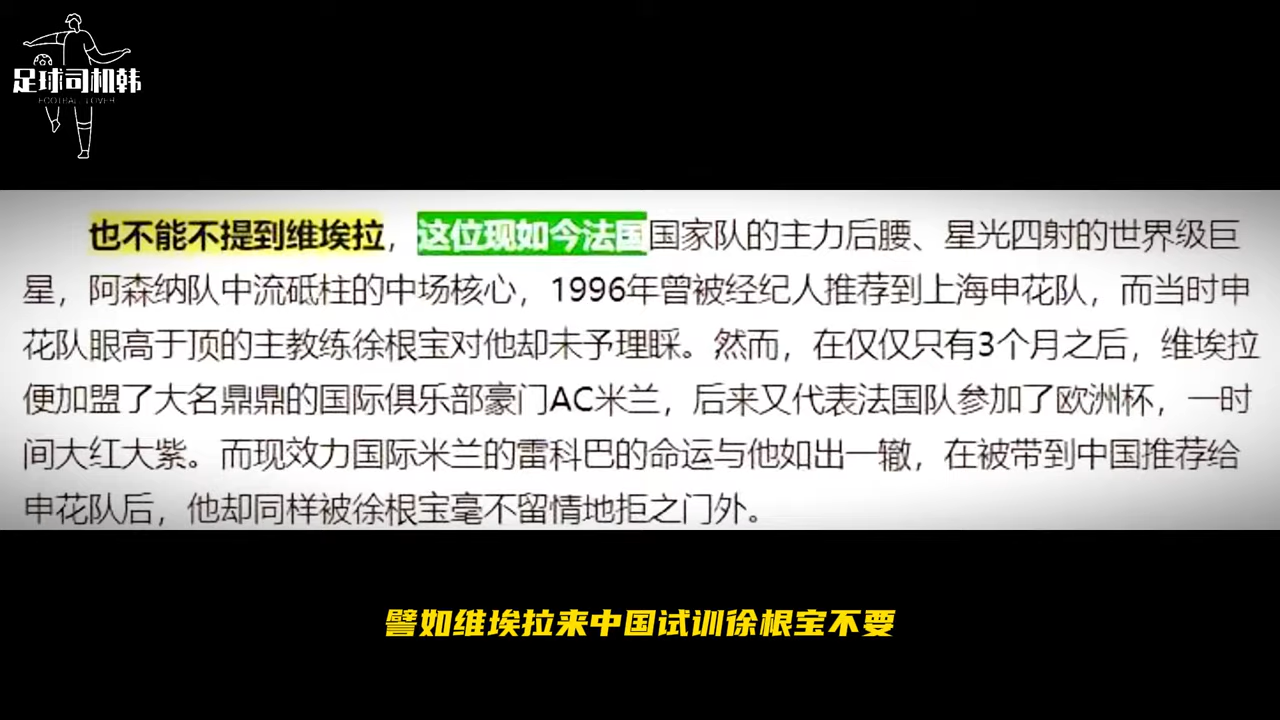 足球司机韩
FOOTBALL LOVER
也不能不提到维埃拉，这位现如今法国国家队的主力后腰、星光四射的世界级巨
星，阿森纳队中流砥柱的中场核心，1996年曾被经纪人推荐到上海申花队，而当时申
花队眼高于顶的主教练徐根宝对他却未予理睬。然而，在仅仅只有3个月之后，维埃拉
便加盟了大名鼎鼎的国际俱乐部豪门AC米兰，后来又代表法国队参加了欧洲杯，一时
间大红大紫。而现效力国际米兰的雷科巴的命运与他如出一辙，在被带到中国推荐给
申花队后，他却同样被徐根宝毫不留情地拒之门外。
譬如维埃拉来中国试训徐根宝不要